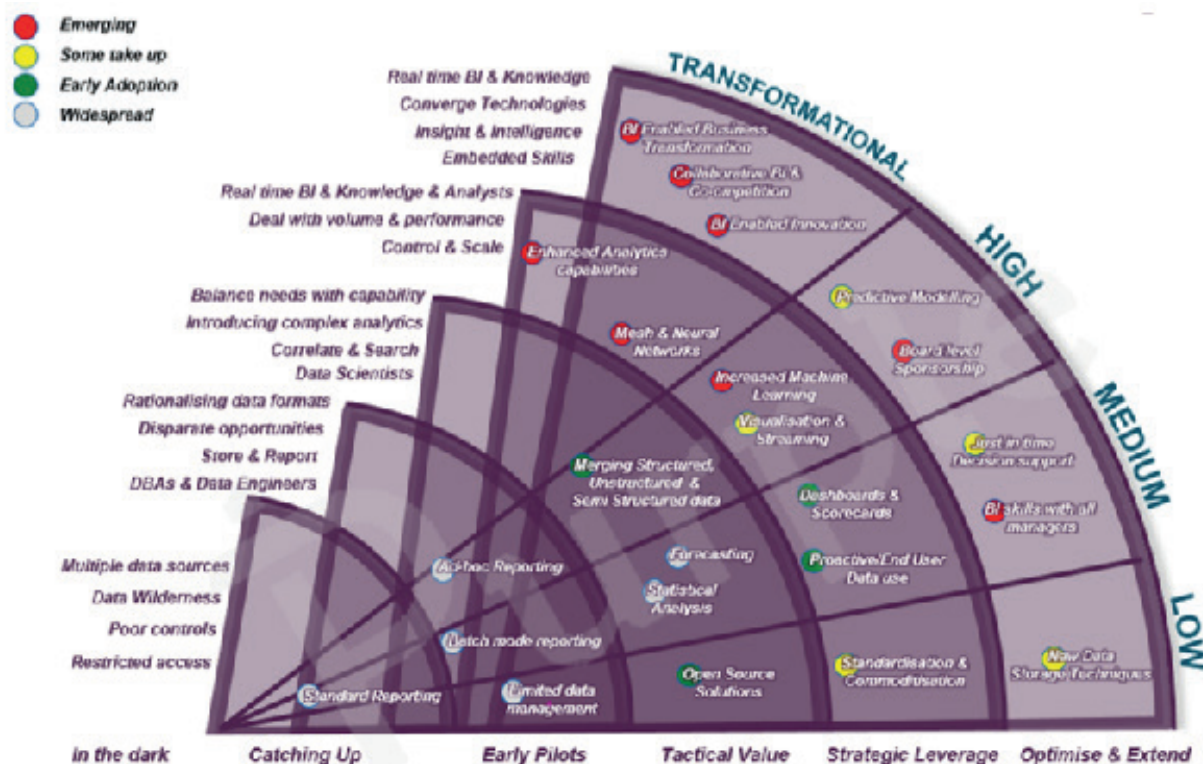 Emerging
Some take up
Early Adoption
Widespread
TRANSFORMATIONAL
HIGH
MEDIUM
LOW
Real time BI & Knowledge
Converge Technologies
Insight & Intelligence
Embedded Skills
Real time BI & Knowledge & Analysts
Deal with volume & performance
Control & Scale
Balance needs with capability
Introducing complex analytics
Correlate & Search
Data Scientists
Rationalising data formats
Disparate opportunities
Store & Report
DBAs & Data Engineers
Multiple data sources
Data Wilderness
Poor controls
Restricted access
BI Enabled Business
Transformation
Collaborative BI &
Co-opetition
BI Enabled Innovation
Enhanced Analytics
capabilities
Predictive Modelling
Mesh & Neural
Networks
Board level
Sponsorship
Increased Machine
Learning
Visualisation &
Streaming
Just in time
Decision support
Merging Structured,
Unstructured &
Semi Structured data
Dashboards &
Scorecards
BI skills with all
managers
Ad-hoc Reporting
Forecasting
Proactive/End User
Data use
Statistical
Analysis
Batch mode reporting
Standard Reporting
Limited data
management
Open Source
Solutions
Standardisation &
Commoditisation
New Data
Storage Techniques
In the dark
Catching Up
Early Pilots
Tactical Value
Strategic Leverage
Optimise & Extend